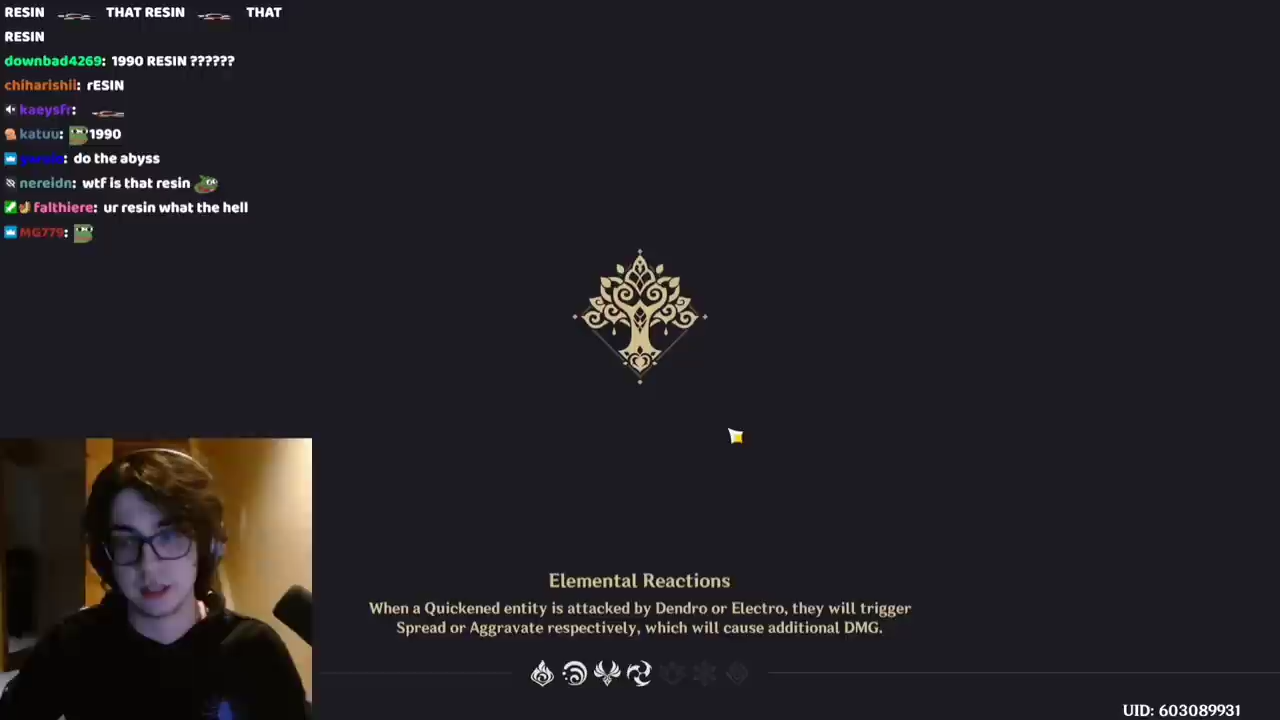 RESIN THAT RESIN THAT
RESIN
downbad4269: 1990 RESIN ??????
chiharishii: rESIN
kaeysfr:
katuu: 1990
: do the abyss
nereidn: wtf is that resin
falthiere: ur resin what the hell
MG779:
Elemental Reactions
When a Quickened entity is attacked by Dendro or Electro, they will trigger
Spread or Aggravate respectively, which will cause additional DMG.
UID: 603089931